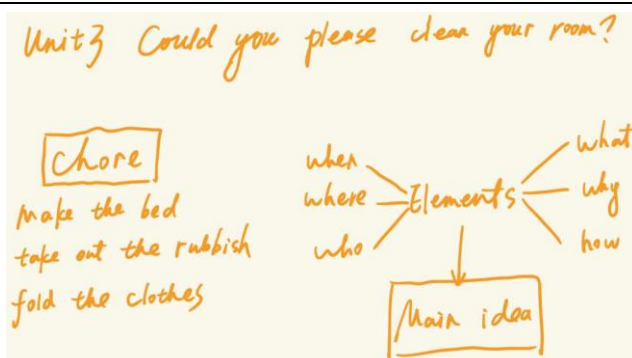 Unit3 Could you please clean your room?
chore
make the bed
take out the rubbish
fold the clothes
when
where
who
Elements
what
why
how
Main idea